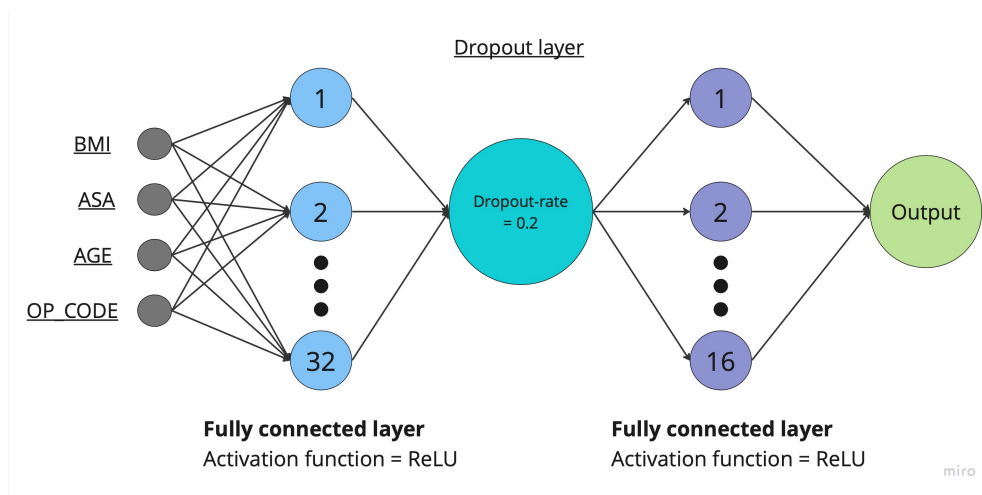 Dropout layer
BMI
ASA
AGE
OP_CODE
1
2
32
Dropout-rate
= 0.2
1
2
16
Output
Fully connected layer
Activation function = ReLU
Fully connected layer
Activation function = ReLU
miro